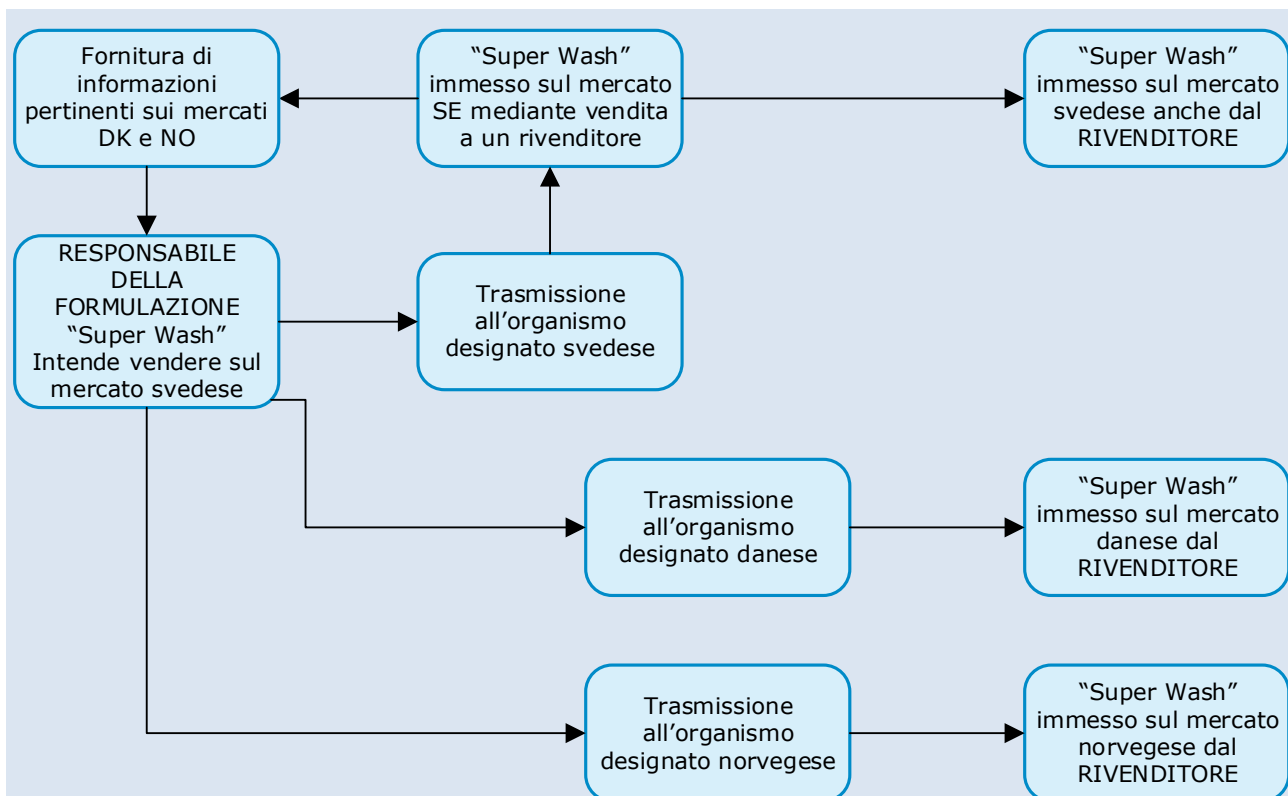 Fornitura di
informazioni
pertinenti sui mercati
DK e NO
“Super Wash”
immesso sul mercato
SE mediante vendita
a un rivenditore
“Super Wash”
immesso sul mercato
svedese anche dal
RIVENDITORE
RESPONSABILE
DELLA
FORMULAZIONE
“Super Wash”
Intende vendere sul
mercato svedese
Trasmissione
all’organismo
designato svedese
Trasmissione
all’organismo
designato danese
“Super Wash”
immesso sul mercato
danese dal
RIVENDITORE
Trasmissione
all’organismo
designato norvegese
“Super Wash”
immesso sul mercato
norvegese dal
RIVENDITORE